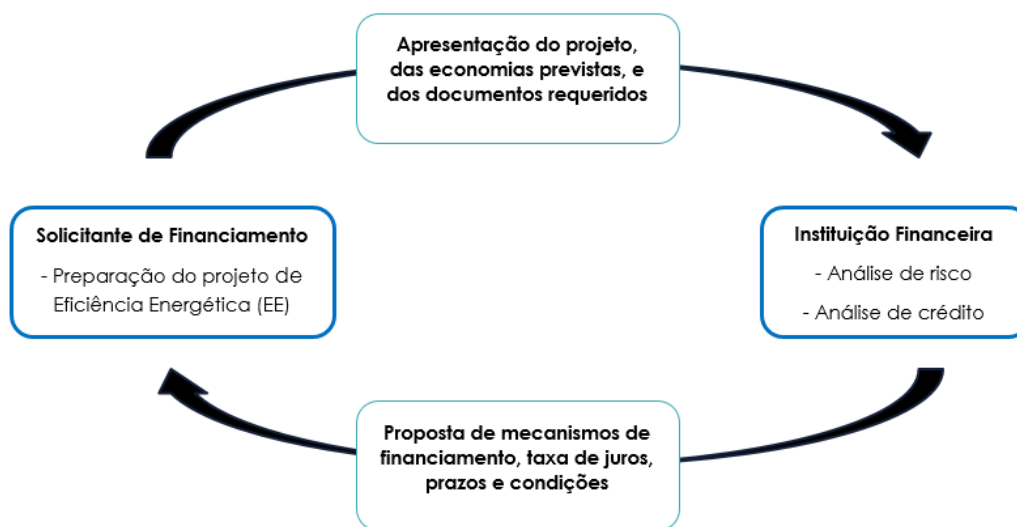 Apresentação do projeto,
das economias previstas, e
dos documentos requeridos
Solicitante de Financiamento
- Preparação do projeto de
Eficiência Energética (EE)
Instituição Financeira
- Análise de risco
- Análise de crédito
Proposta de mecanismos de
financiamento, taxa de juros,
prazos e condições